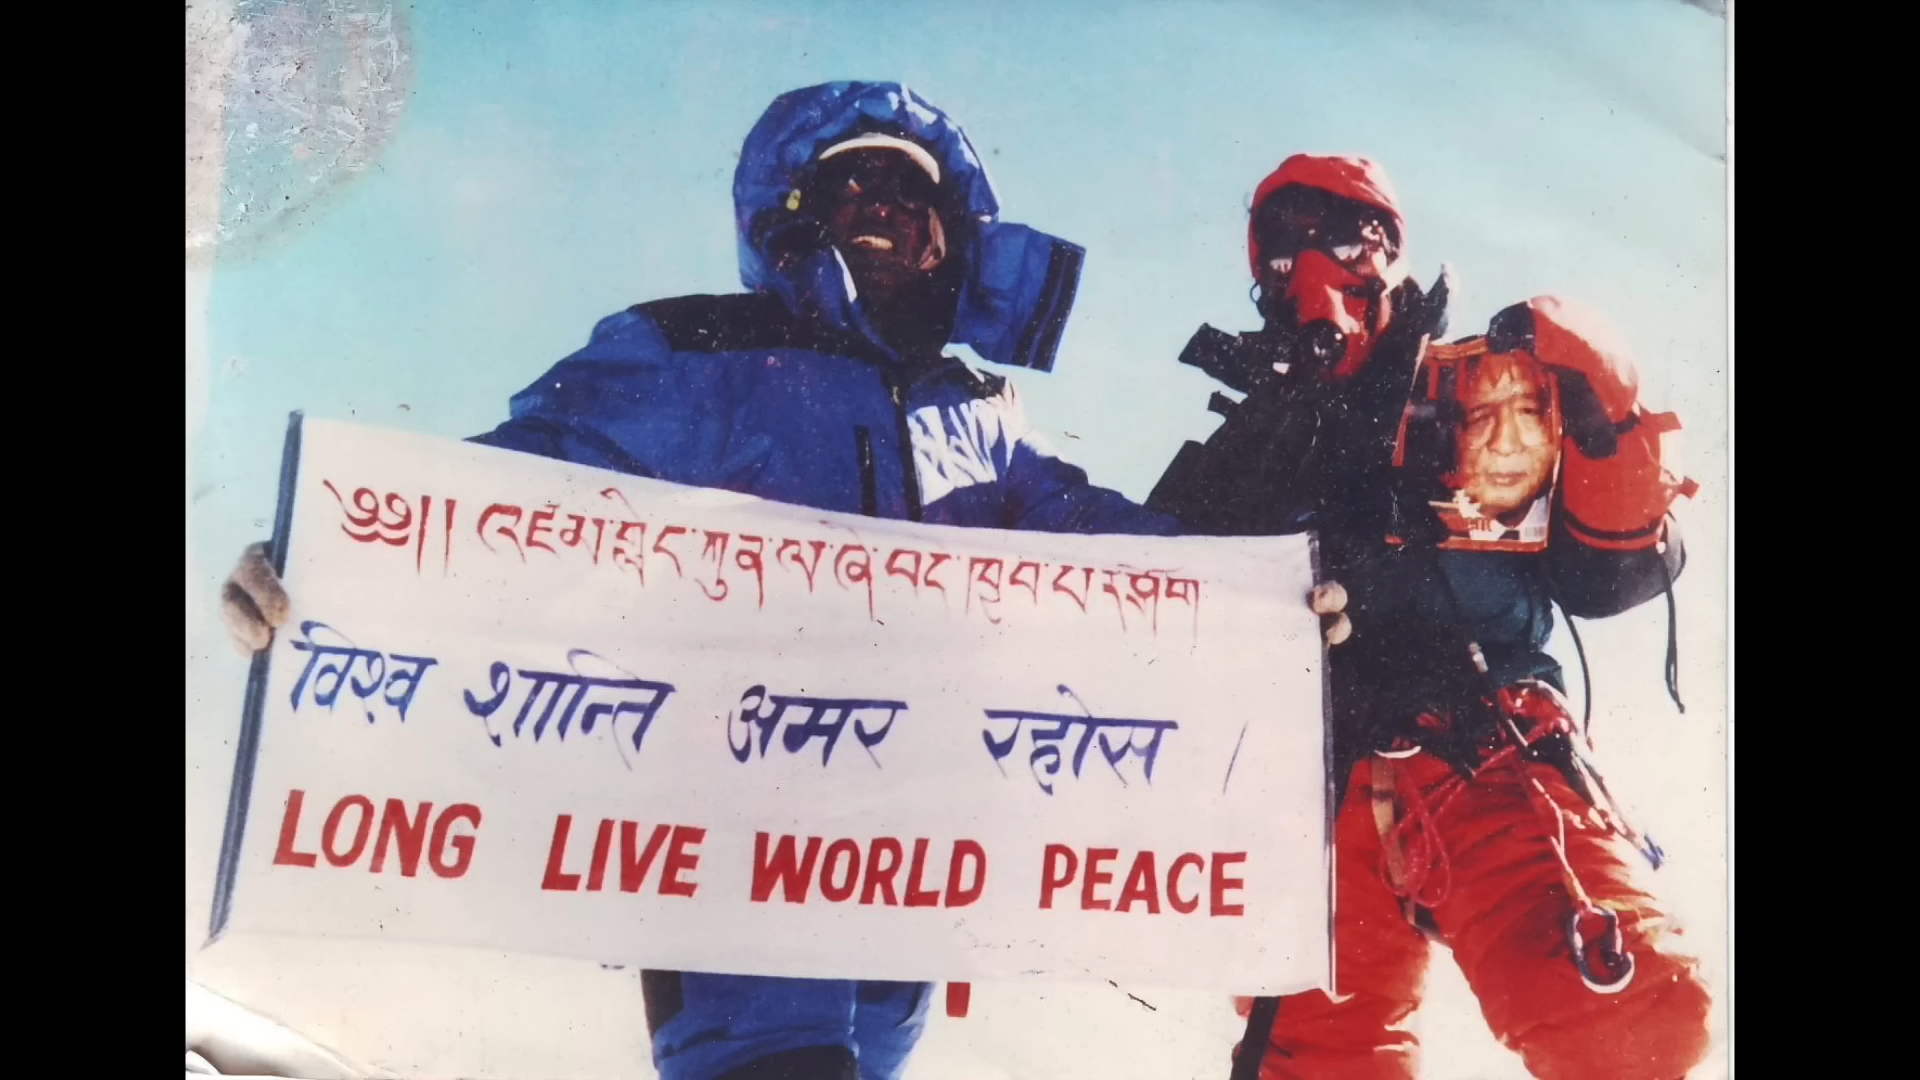 ༄༅།། འཛམ་གླིང་ཀུན་ལ་ཞི་བདེ་ཁྱབ་པར་ཤོག
विश्व शान्ति अमर रहोस ।
LONG LIVE WORLD PEACE